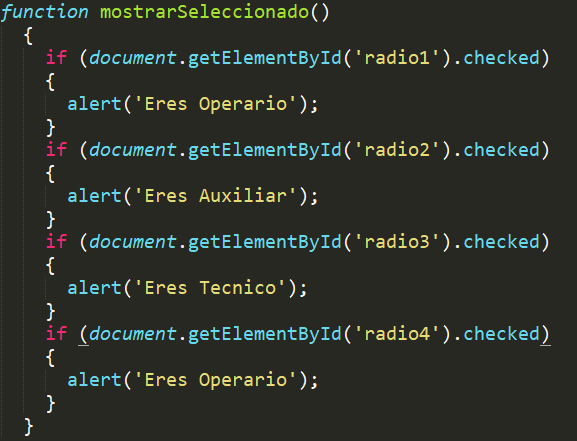 function mostrarSeleccionado()
{
if (document.getElementById('radio1').checked)
{
alert('Eres Operario');
}
if (document.getElementById('radio2').checked)
{
alert('Eres Auxiliar');
}
if (document.getElementById('radio3').checked)
{
alert('Eres Tecnico');
}
if (document.getElementById('radio4').checked)
{
alert('Eres Operario');
}
}